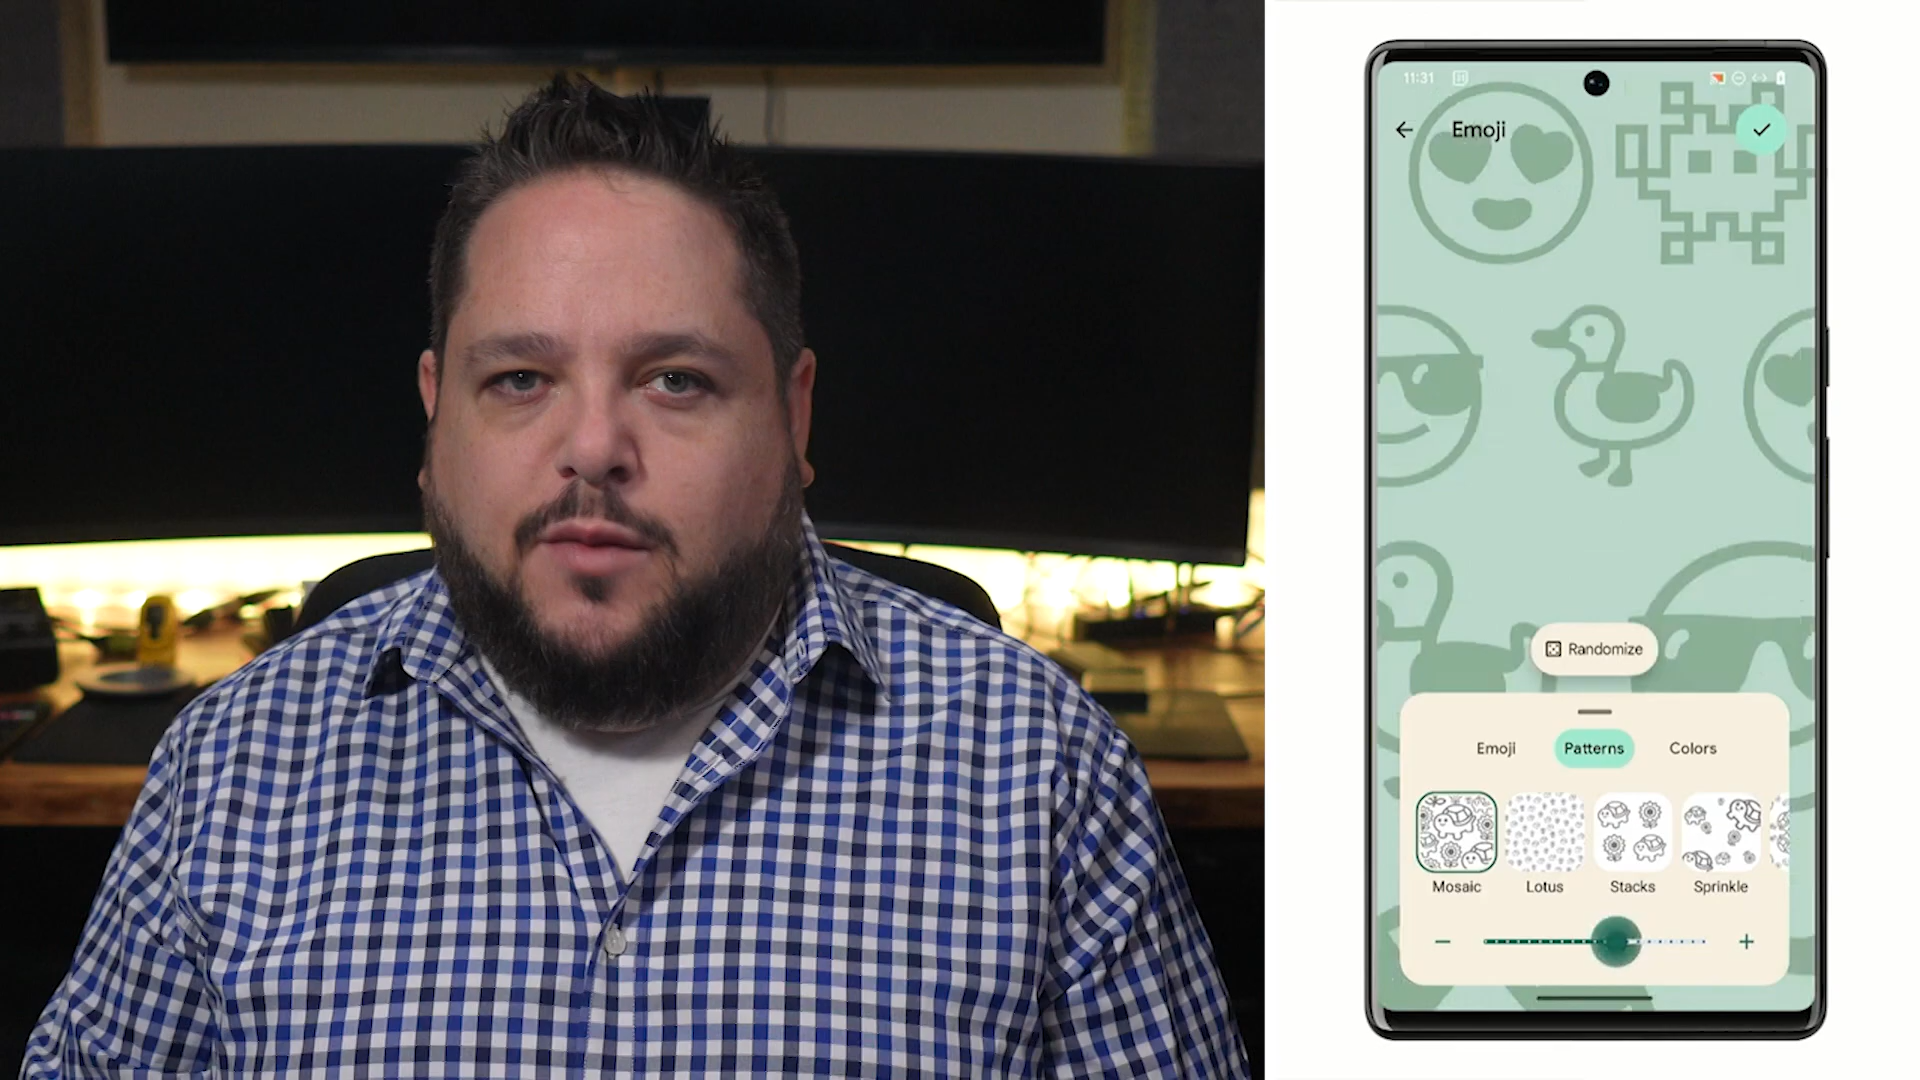 11:31
Emoji
Randomize
Emoji Patterns Colors
Mosaic Lotus Stacks Sprinkle